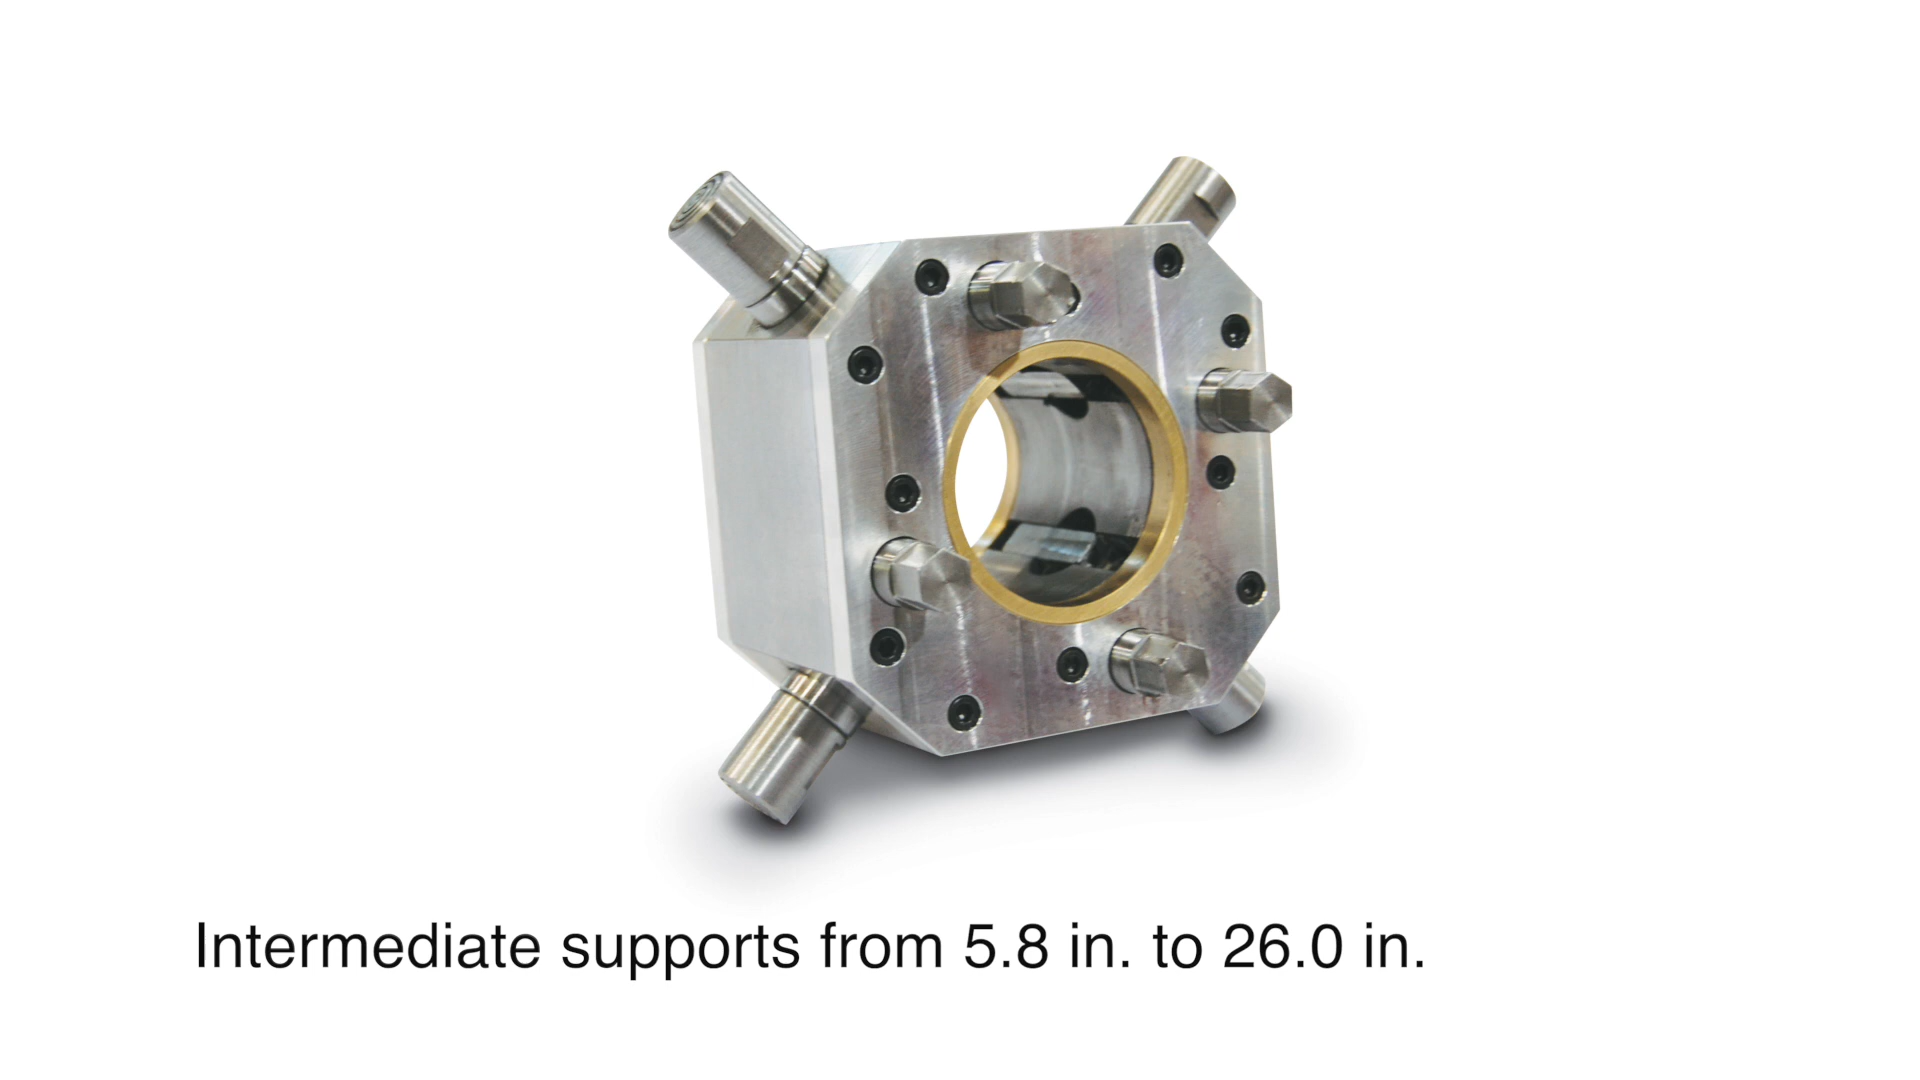 Intermediate supports from 5.8 in. to 26.0 in.